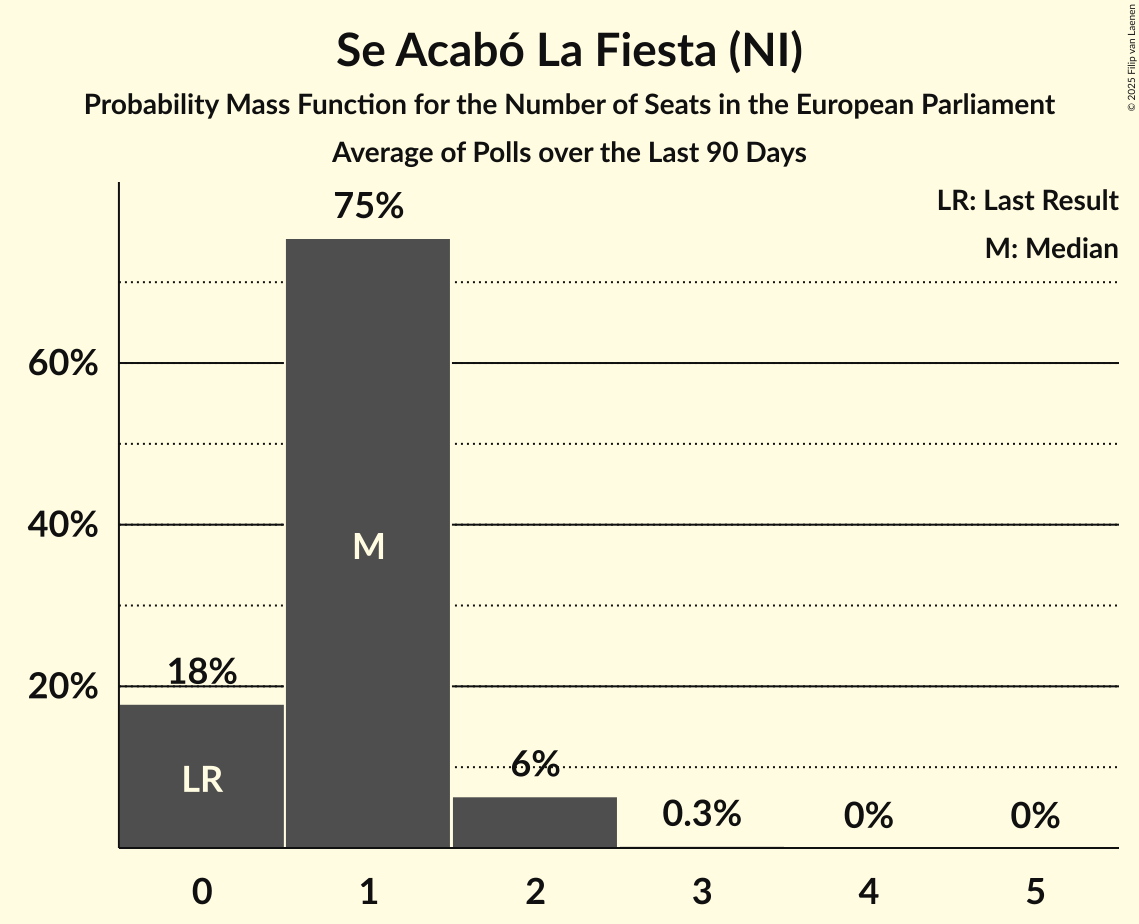 Se Acabó La Fiesta (NI)
Probability Mass Function for the Number of Seats in the European Parliament
Average of Polls over the Last 90 Days
© 2025 Filip van Laenen
LR: Last Result
M: Median
75%
60%
40%
20%
M
18%
LR
6%
0.3%
0%
0%
0
1
2
3
4
5